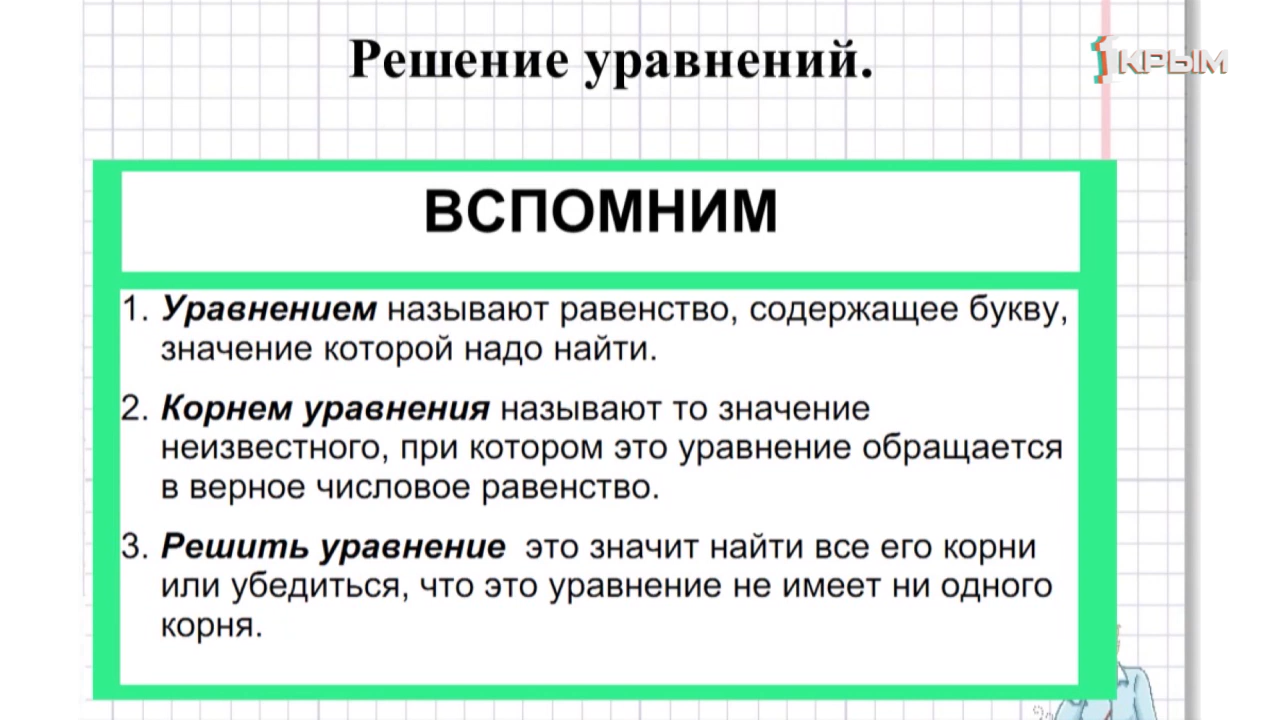 Решение уравнений.
1КРЫМ
ВСПОМНИМ
1. Уравнением называют равенство, содержащее букву,
значение которой надо найти.
2. Корнем уравнения называют то значение
неизвестного, при котором это уравнение обращается
в верное числовое равенство.
3. Решить уравнение это значит найти все его корни
или убедиться, что это уравнение не имеет ни одного
корня.